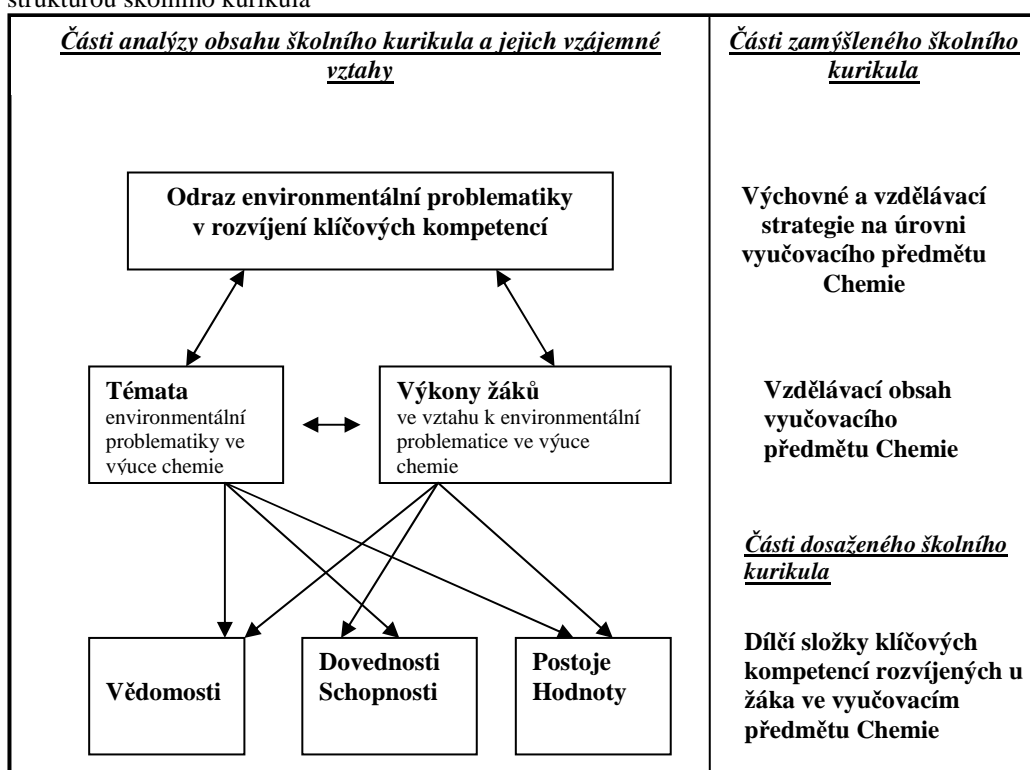 strukturou školního kurikula
Části analýzy obsahu školního kurikula a jejich vzájemné
vztahy
Části zamýšleného školního
kurikula
Odraz environmentální problematiky
v rozvíjení klíčových kompetencí
Výchovné a vzdělávací
strategie na úrovni
vyučovacího předmětu
Chemie
Témata
environmentální
problematiky ve
výuce chemie
Výkony žáků
ve vztahu k environmentální
problematice ve výuce
chemie
Vzdělávací obsah
vyučovacího
předmětu Chemie
Části dosaženého školního
kurikula
Vědomosti
Dovednosti
Schopnosti
Postoje
Hodnoty
Dílčí složky klíčových
kompetencí rozvíjených u
žáka ve vyučovacím
předmětu Chemie